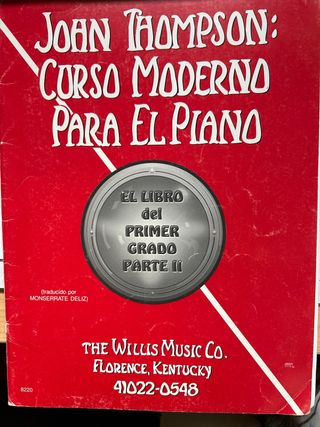 JOHN THOMPSON:
CURSO MODERNO
PARA EL PIANO
EL LIBRO
del
PRIMER
GRADO
PARTE II
(traducido por
MONSERRATE DELIZ)
THE WILLIS MUSIC CO.
FLORENCE, KENTUCKY
41022-0548
8220